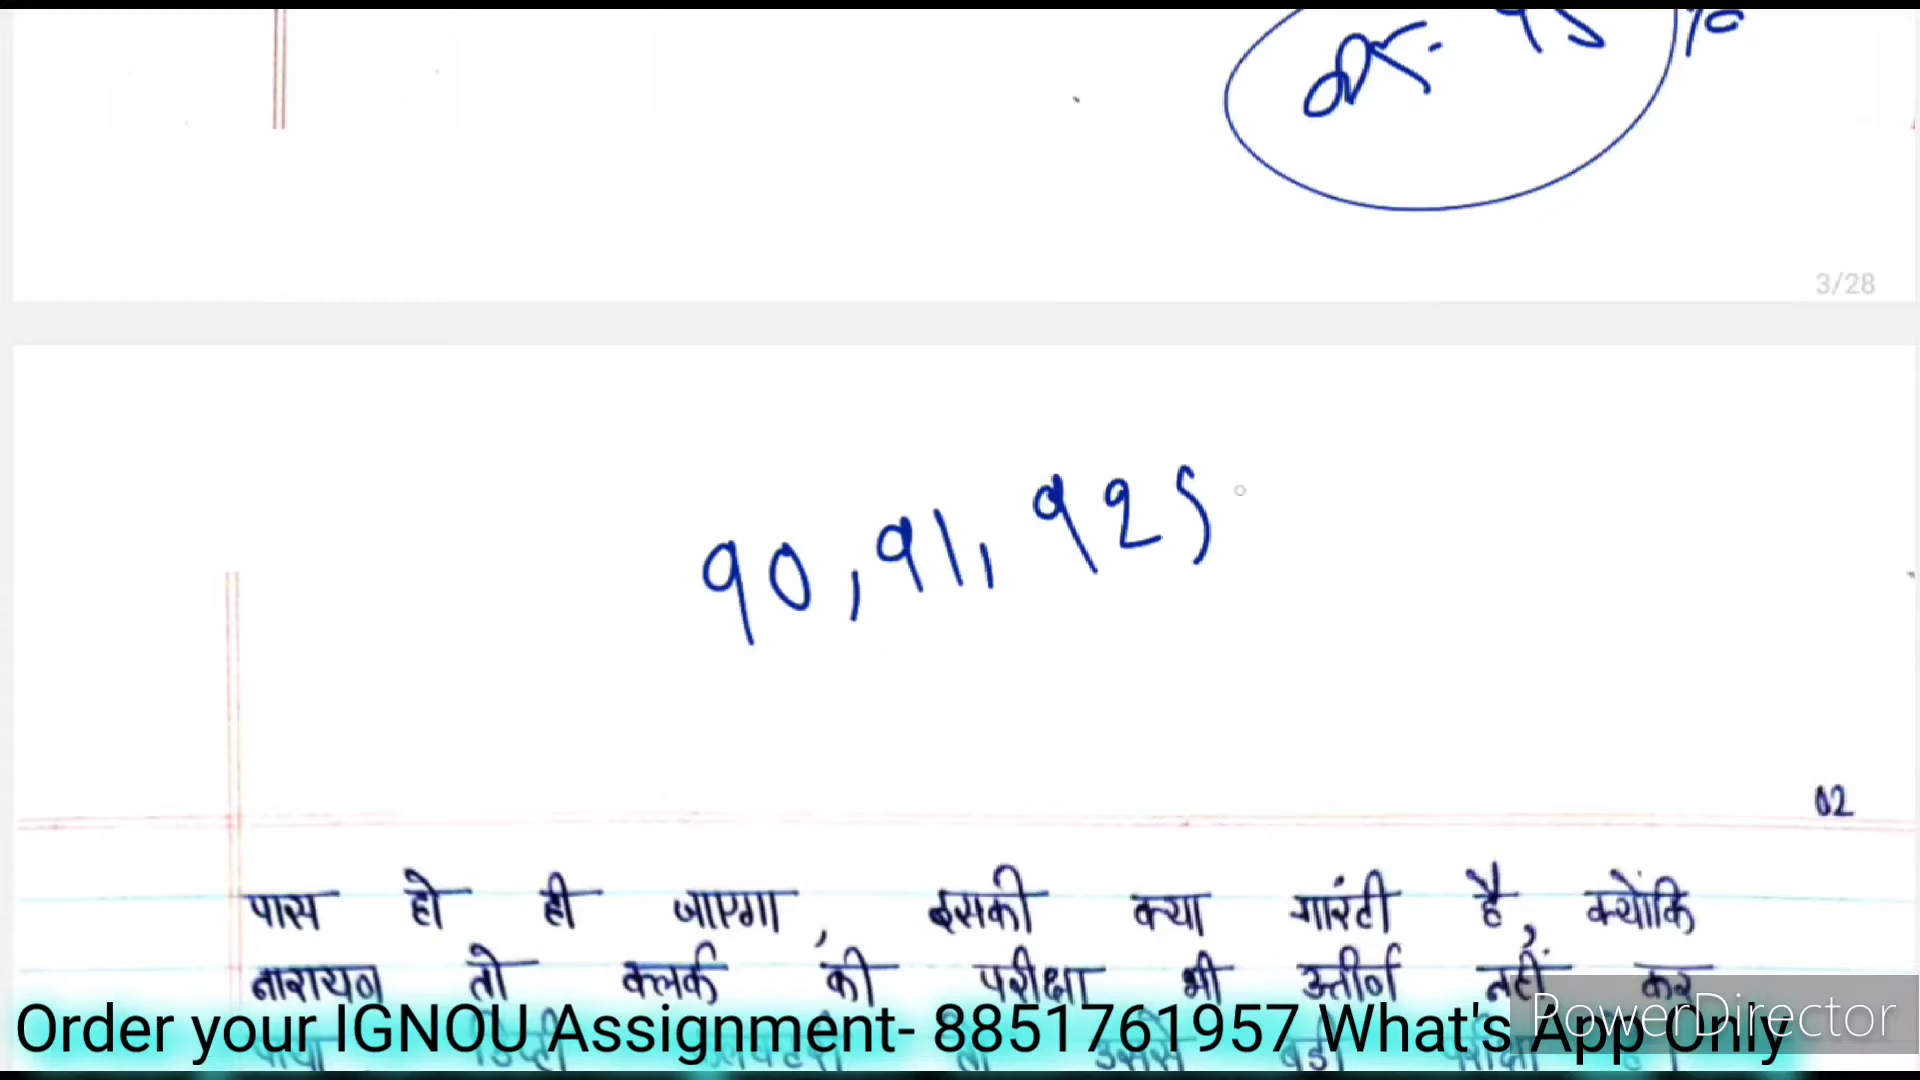 3/28
90, 91, 925
02
पास हो ही जाएगा, इसकी क्या गारंटी है, क्योंकि
नारायण तो क्लर्क की परीक्षा भी उत्तीर्ण नहीं कर
PowerDirector
Order your IGNOU Assignment- 8851761957 What's App Only